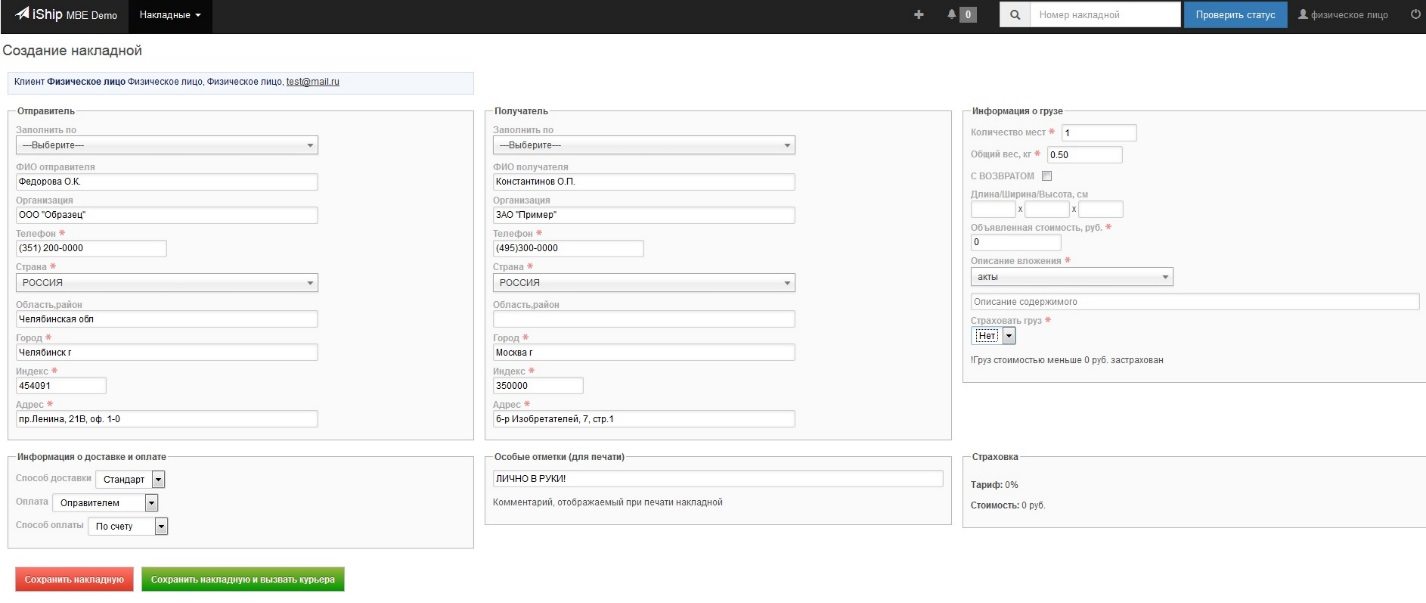 iShip MBE Demo Накладные 0 Номер накладной Проверить статус физическое лицо
Создание накладной
Клиент Физическое лицо Физическое лицо, Физическое лицо, test@mail.ru
Отправитель
Заполнить по
---Выберите---
ФИО отправителя
Федорова О.К.
Организация
ООО "Образец"
Телефон *
(351) 200-0000
Страна *
РОССИЯ
Область,район
Челябинская обл
Город *
Челябинск г
Индекс *
454091
Адрес *
пр.Ленина, 21В, оф. 1-0
Получатель
Заполнить по
---Выберите---
ФИО получателя
Константинов О.П.
Организация
ЗАО "Пример"
Телефон *
(495)300-0000
Страна *
РОССИЯ
Область,район
Город *
Москва г
Индекс *
350000
Адрес *
б-р Изобретателей, 7, стр.1
Информация о грузе
Количество мест * 1
Общий вес, кг * 0.50
С ВОЗВРАТОМ
Длина/Ширина/Высота, см
x x
Объявленная стоимость, руб. *
0
Описание вложения *
акты
Описание содержимого
Страховать груз *
Нет
!Груз стоимостью меньше 0 руб. застрахован
Информация о доставке и оплате
Способ доставки Стандарт
Оплата Оправителем
Способ оплаты По счету
Особые отметки (для печати)
ЛИЧНО В РУКИ!
Комментарий, отображаемый при печати накладной
Страховка
Тариф: 0%
Стоимость: 0 руб.
Сохранить накладную Сохранить накладную и вызвать курьера